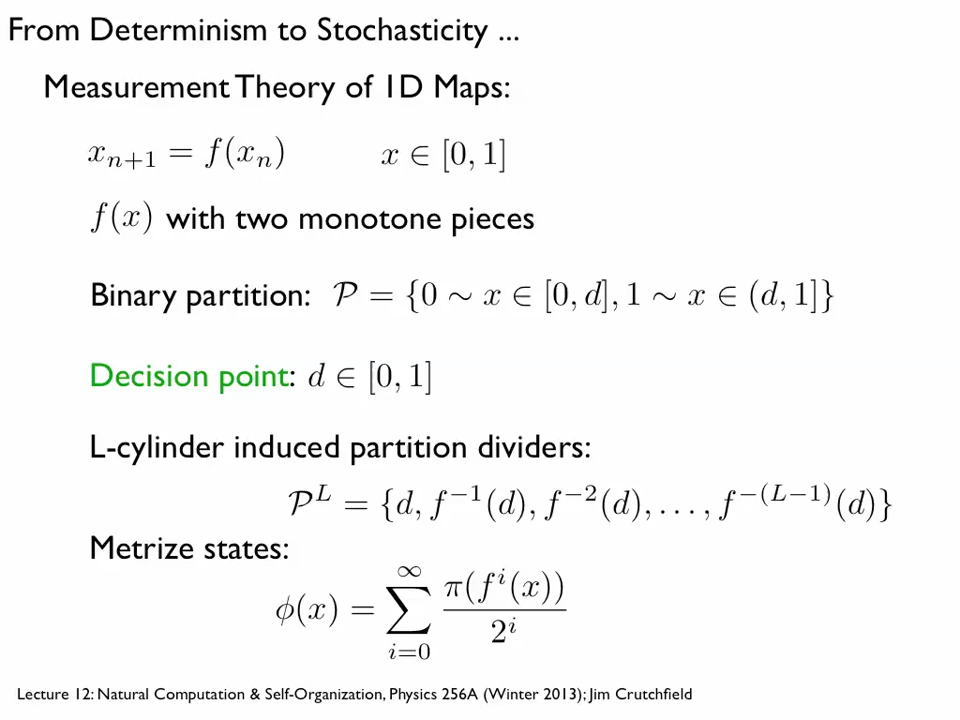 From Determinism to Stochasticity ...
Measurement Theory of 1D Maps:
x_{n+1} = f(x_n)    x ∈ [0, 1]
f(x) with two monotone pieces
Binary partition: 𝒫 = {0 ∼ x ∈ [0, d], 1 ∼ x ∈ (d, 1]}
Decision point: d ∈ [0, 1]
L-cylinder induced partition dividers:
𝒫^L = {d, f^{-1}(d), f^{-2}(d), . . . , f^{-(L-1)}(d)}
Metrize states:
ϕ(x) = \sum_{i=0}^{∞} \frac{π(f^i(x))}{2^i}
Lecture 12: Natural Computation & Self-Organization, Physics 256A (Winter 2013); Jim Crutchfield